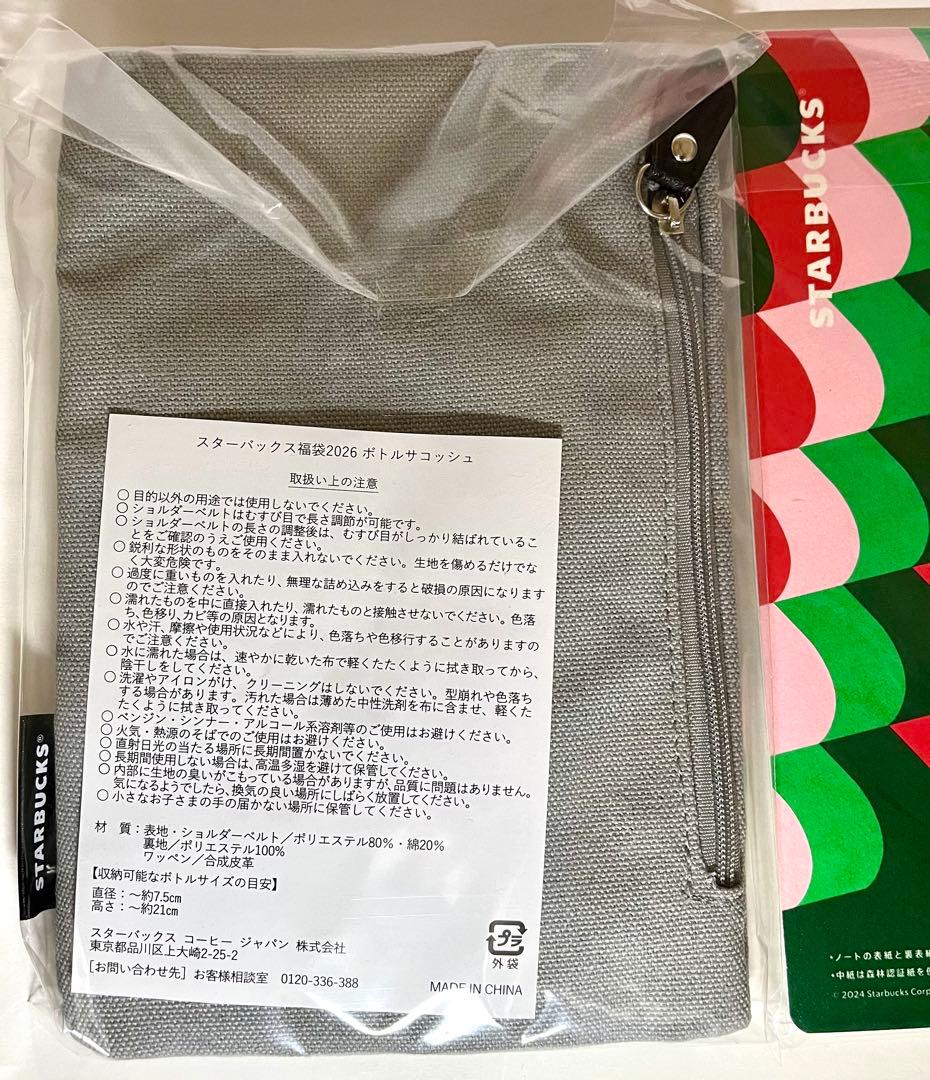 スターバックス福袋2026 ボトルサコッシュ
取扱い上の注意
○ 目的以外の用途では使用しないでください。
○ ショルダーベルトはむすび目で長さ調節が可能です。
○ ショルダーベルトの長さの調整後は、むすび目がしっかり結ばれているこ
とをご確認のうえご使用ください。
○ 鋭利な形状のものをそのまま入れないでください。生地を傷めるだけでな
く大変危険です。
○ 過度に重いものを入れたり、無理な詰め込みをすると破損の原因になります
のでご注意ください。
○ 濡れたものを中に直接入れたり、濡れたものと接触させないでください。色落
ち、色移り、カビ等の原因となります。
○ 水や汗、摩擦や使用状況などにより、色落ちや色移行することがありますの
でご注意ください。
○ 水に濡れた場合は、速やかに乾いた布で軽くたたくように拭き取ってから、
陰干しをしてください。
○ 洗濯やアイロンがけ、クリーニングはしないでください。型崩れや色落ち
する場合があります。汚れた場合は薄めた中性洗剤を布に含ませ、軽くた
たくように拭き取ってください。
○ ベンジン・シンナー・アルコール系溶剤等のご使用はお避けください。
○ 火気・熱源のそばでのご使用はお避けください。
○ 直射日光の当たる場所に長期間置かないでください。
○ 長期間使用しない場合は、高温多湿を避けて保管してください。
○ 内部に生地の臭いがこもっている場合がありますが、品質に問題はありません。
気になるようでしたら、換気の良い場所にしばらく放置してください。
○ 小さなお子さまの手の届かない場所に保管してください。
材 質：表地・ショルダーベルト／ポリエステル80%・綿20%
裏地／ポリエステル100%
ワッペン／合成皮革
【収納可能なボトルサイズの目安】
直径：〜約7.5cm
高さ：〜約21cm
スターバックス コーヒー ジャパン 株式会社
東京都品川区上大崎2-25-2
［お問い合わせ先］お客様相談室 0120-336-388
プラ
外袋
MADE IN CHINA
STARBUCKS®
STARBUCKS®
・ノートの表紙と裏表紙
・中紙は森林認証紙を
© 2024 Starbucks Corp